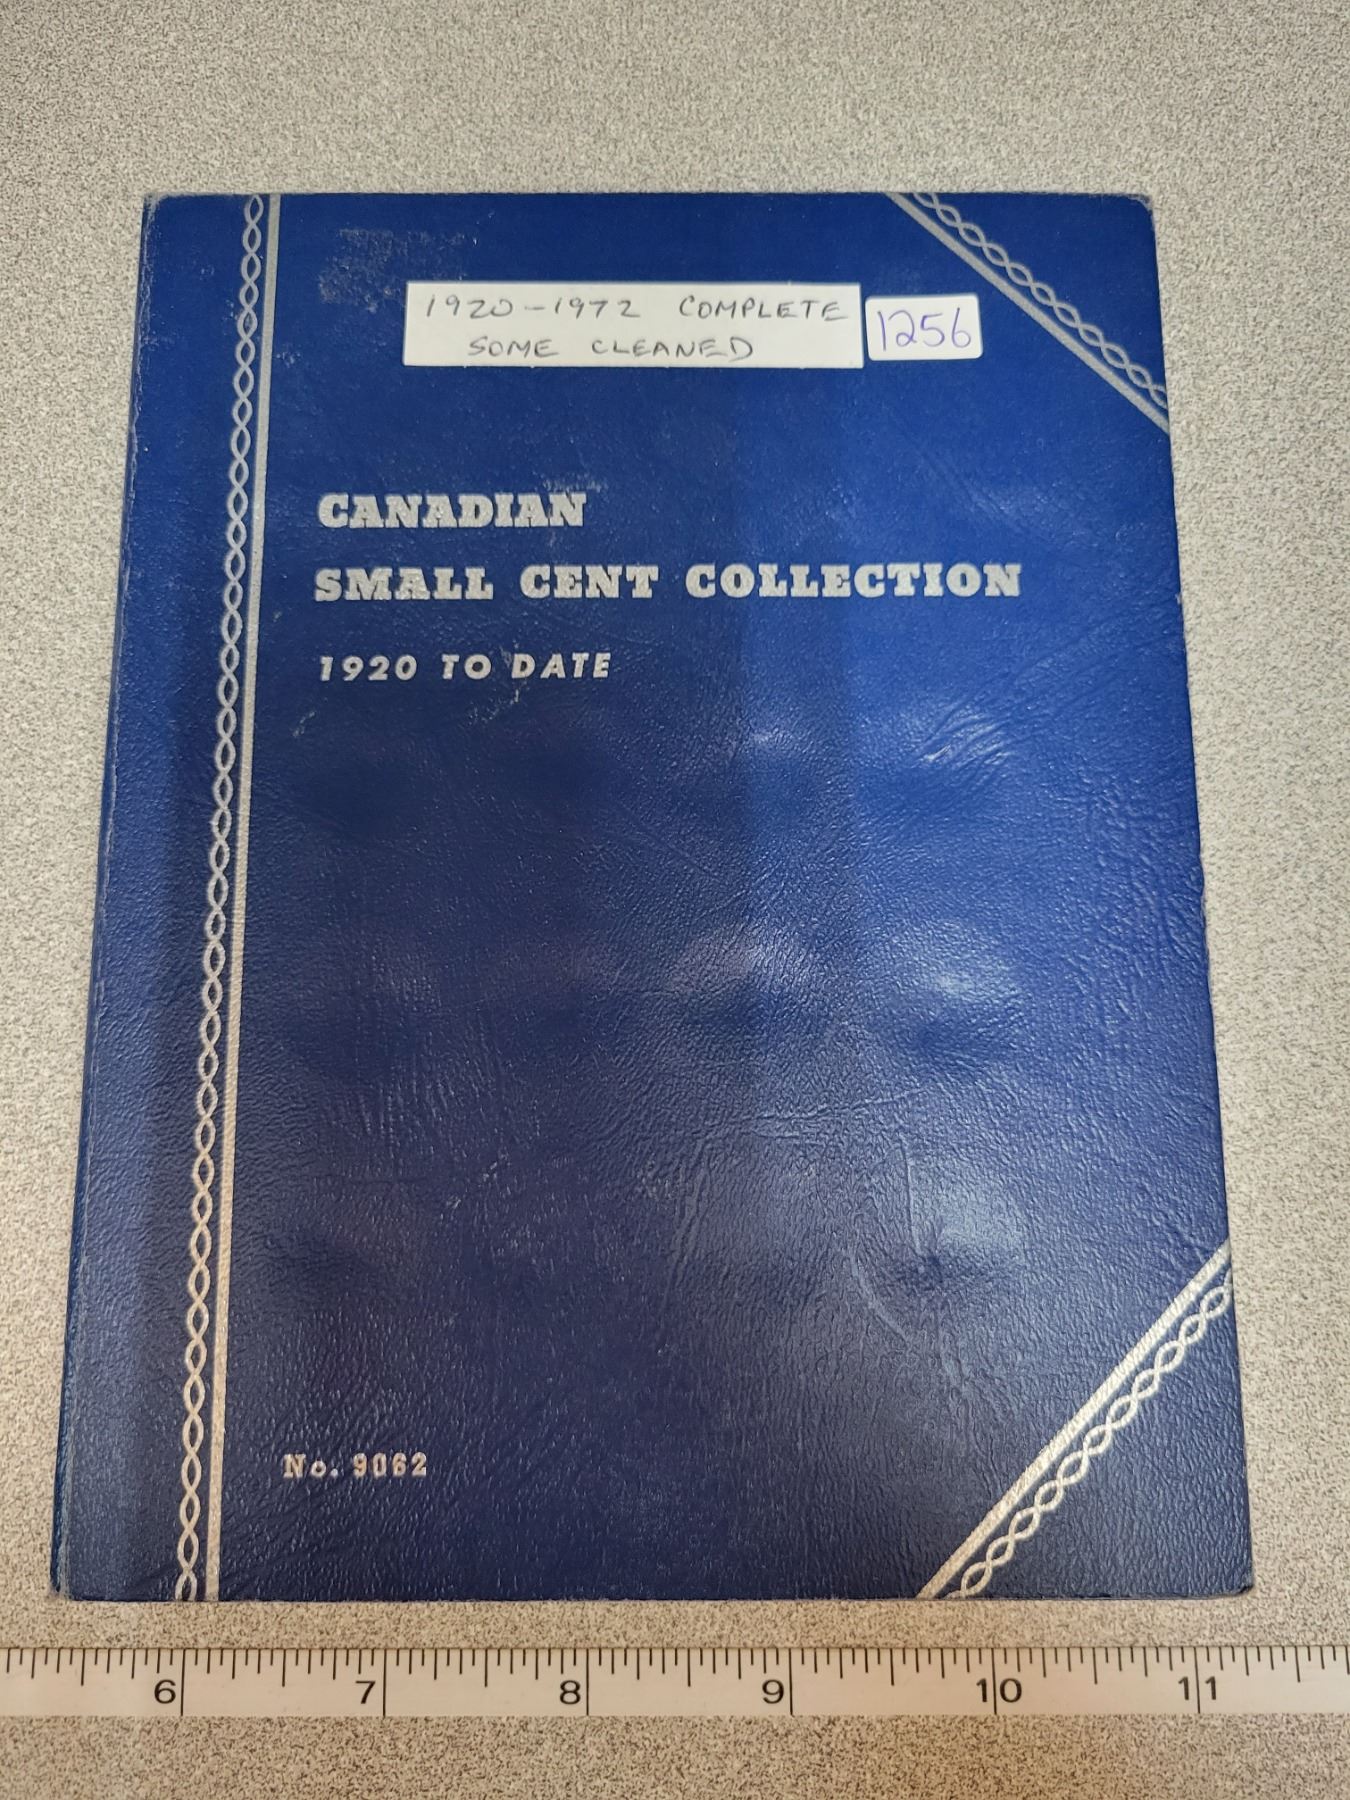 1920-1972 COMPLETE
SOME CLEANED
1256
CANADIAN
SMALL CENT COLLECTION
1920 TO DATE
No. 9062
6 7 8 9 10 11